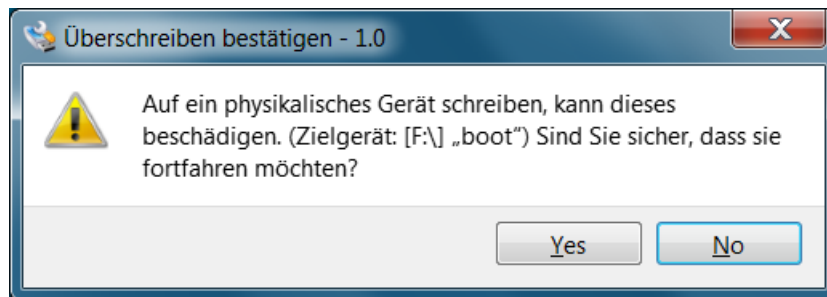 Überschreiben bestätigen - 1.0
X
Auf ein physikalisches Gerät schreiben, kann dieses
beschädigen. (Zielgerät: [F:\] „boot“) Sind Sie sicher, dass sie
fortfahren möchten?
Yes No